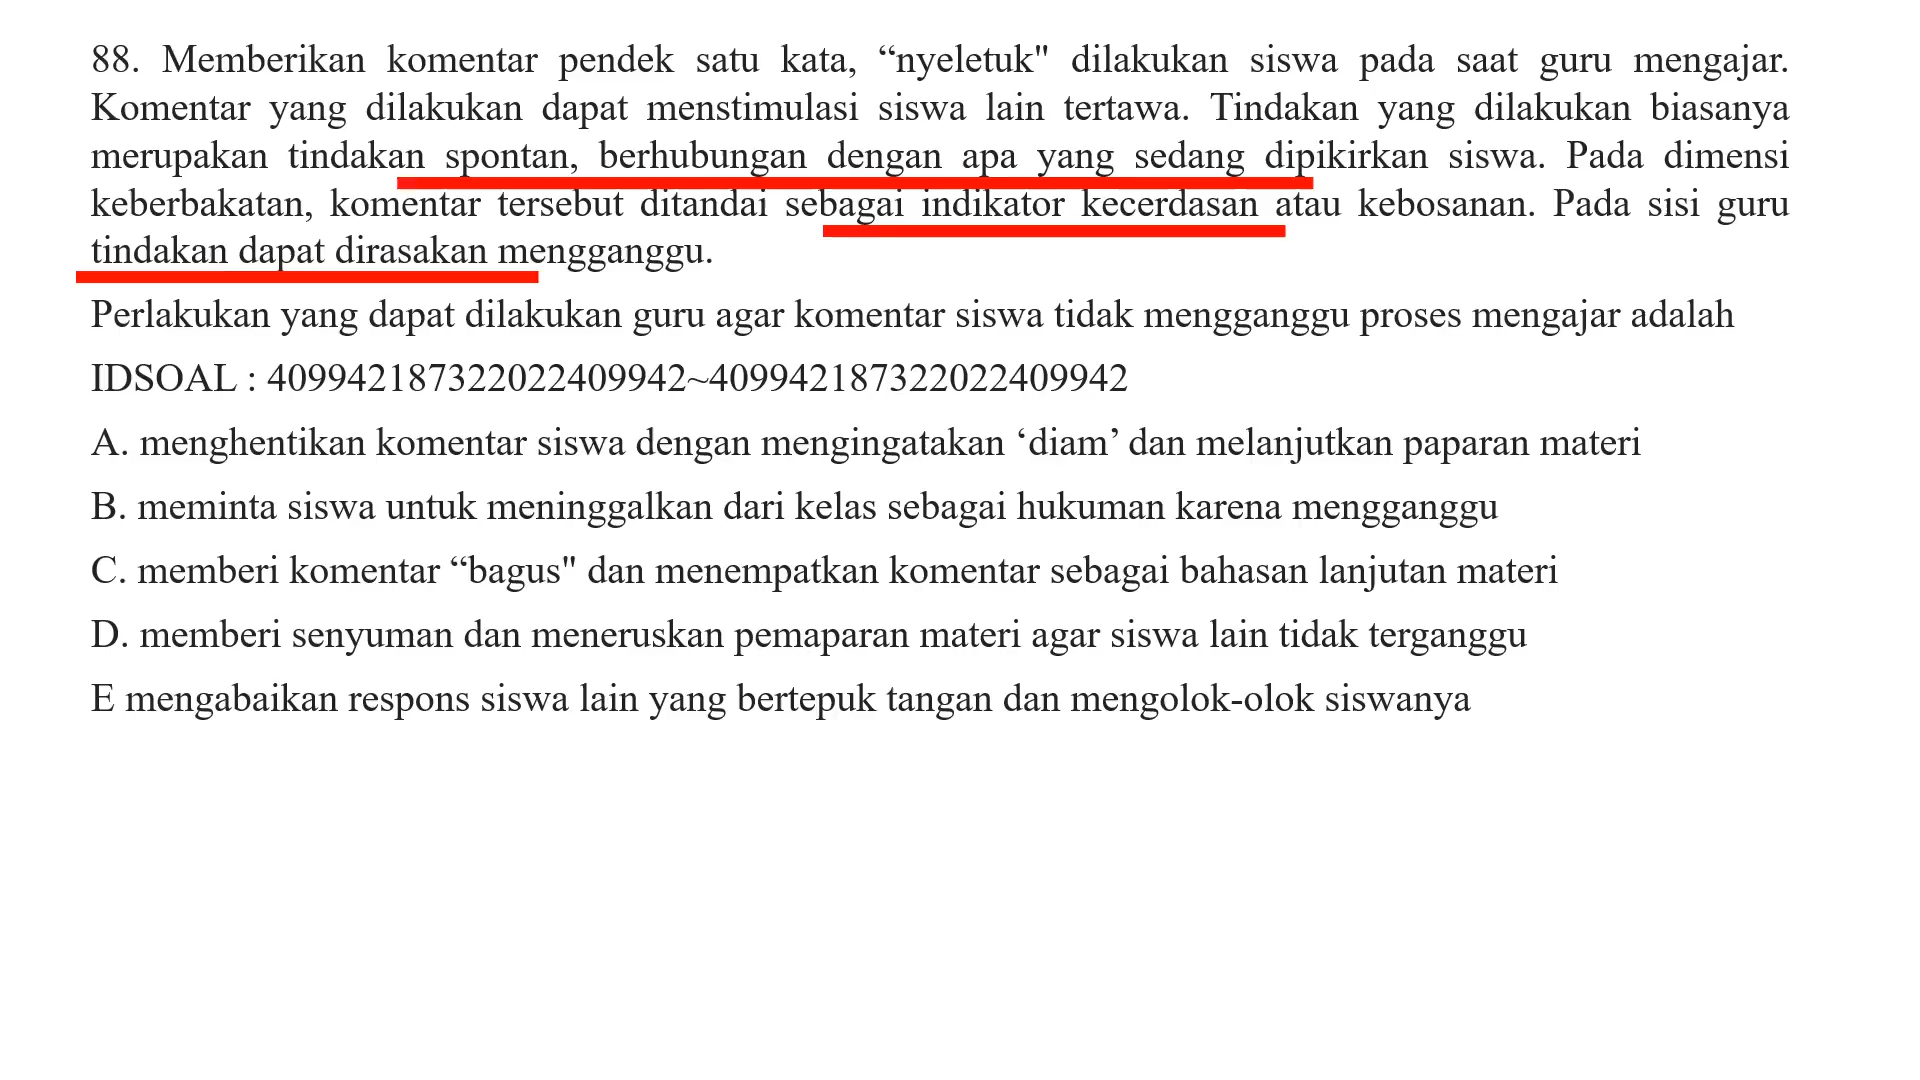 88. Memberikan komentar pendek satu kata, “nyeletuk" dilakukan siswa pada saat guru mengajar.
Komentar yang dilakukan dapat menstimulasi siswa lain tertawa. Tindakan yang dilakukan biasanya
merupakan tindakan spontan, berhubungan dengan apa yang sedang dipikirkan siswa. Pada dimensi
keberbakatan, komentar tersebut ditandai sebagai indikator kecerdasan atau kebosanan. Pada sisi guru
tindakan dapat dirasakan mengganggu.
Perlakukan yang dapat dilakukan guru agar komentar siswa tidak mengganggu proses mengajar adalah
IDSOAL : 409942187322022409942~409942187322022409942
A. menghentikan komentar siswa dengan mengingatakan ‘diam’ dan melanjutkan paparan materi
B. meminta siswa untuk meninggalkan dari kelas sebagai hukuman karena mengganggu
C. memberi komentar “bagus" dan menempatkan komentar sebagai bahasan lanjutan materi
D. memberi senyuman dan meneruskan pemaparan materi agar siswa lain tidak terganggu
E mengabaikan respons siswa lain yang bertepuk tangan dan mengolok-olok siswanya